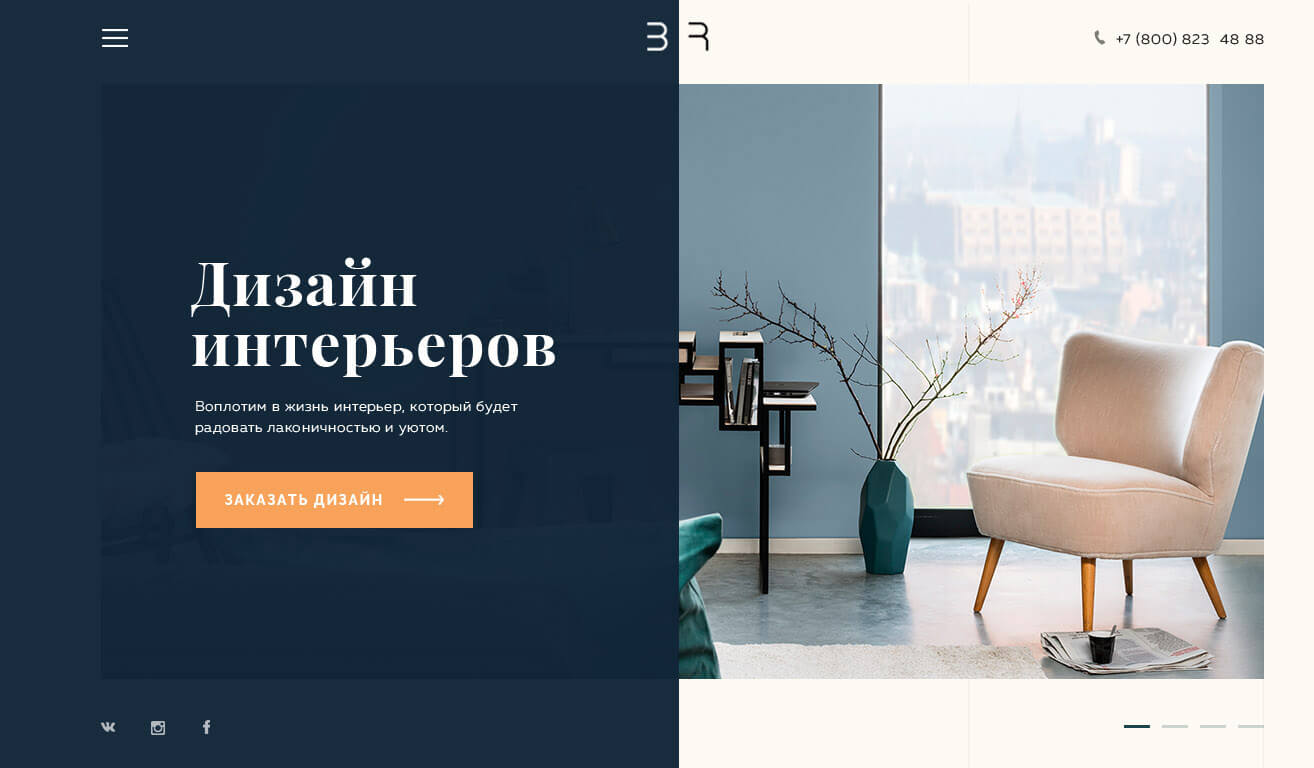 +7 (800) 823 48 88
Дизайн
интерьеров
Воплотим в жизнь интерьер, который будет
радовать лаконичностью и уютом.
ЗАКАЗАТЬ ДИЗАЙН